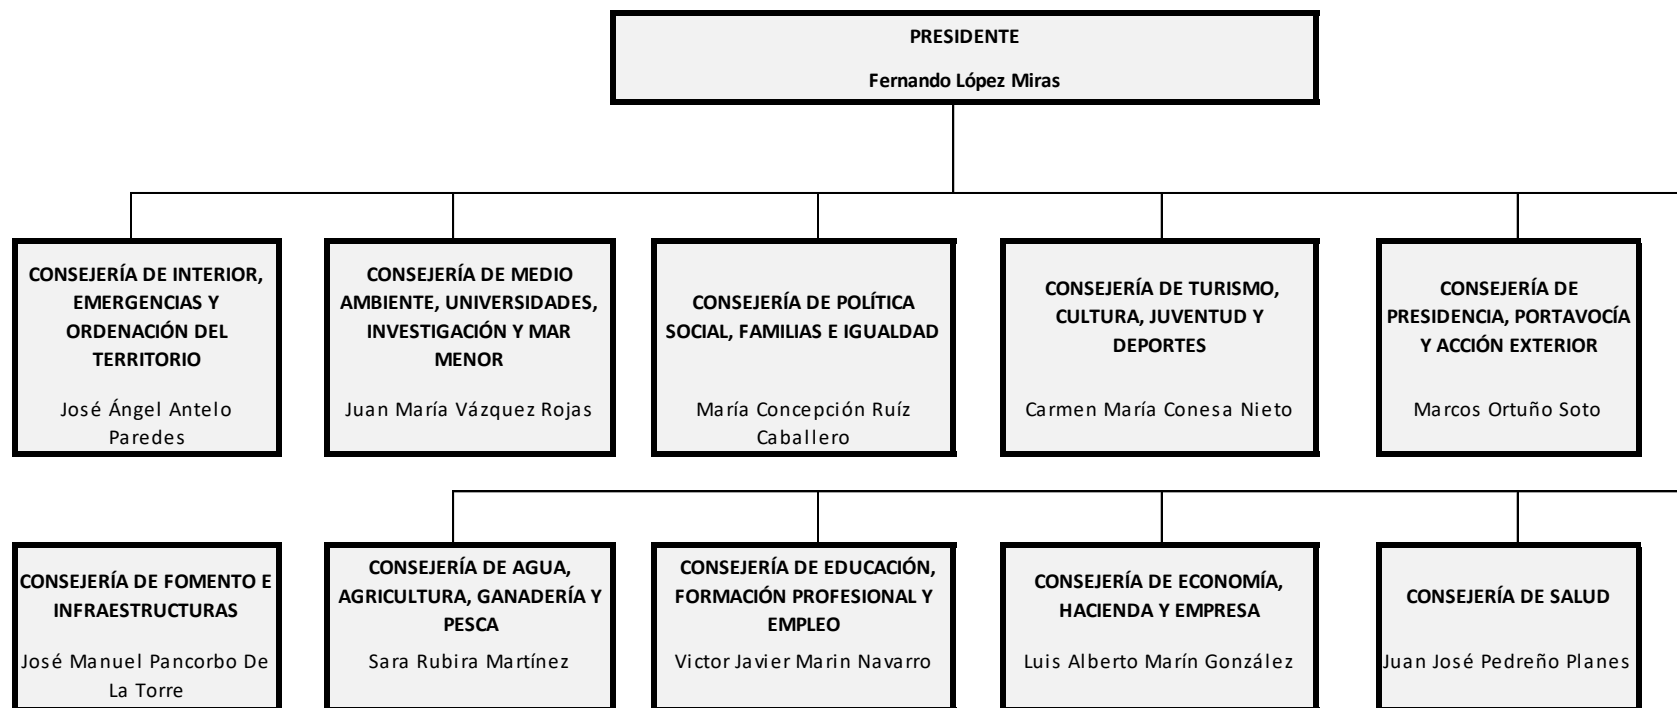 PRESIDENTE
Fernando López Miras
CONSEJERÍA DE INTERIOR,
EMERGENCIAS Y
ORDENACIÓN DEL
TERRITORIO
José Ángel Antelo
Paredes
CONSEJERÍA DE MEDIO
AMBIENTE, UNIVERSIDADES,
INVESTIGACIÓN Y MAR
MENOR
Juan María Vázquez Rojas
CONSEJERÍA DE POLÍTICA
SOCIAL, FAMILIAS E IGUALDAD
María Concepción Ruíz
Caballero
CONSEJERÍA DE TURISMO,
CULTURA, JUVENTUD Y
DEPORTES
Carmen María Conesa Nieto
CONSEJERÍA DE
PRESIDENCIA, PORTAVOCÍA
Y ACCIÓN EXTERIOR
Marcos Ortuño Soto
CONSEJERÍA DE FOMENTO E
INFRAESTRUCTURAS
José Manuel Pancorbo De
La Torre
CONSEJERÍA DE AGUA,
AGRICULTURA, GANADERÍA Y
PESCA
Sara Rubira Martínez
CONSEJERÍA DE EDUCACIÓN,
FORMACIÓN PROFESIONAL Y
EMPLEO
Victor Javier Marin Navarro
CONSEJERÍA DE ECONOMÍA,
HACIENDA Y EMPRESA
Luis Alberto Marín González
CONSEJERÍA DE SALUD
Juan José Pedreño Planes